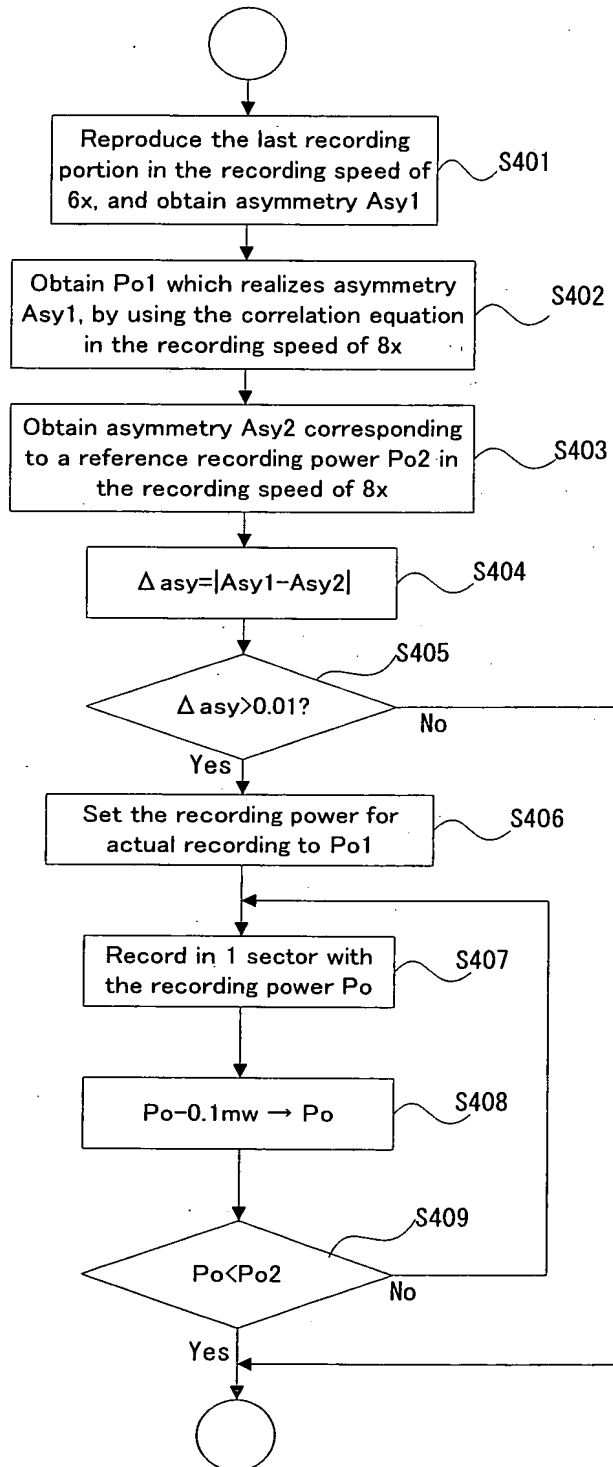 Reproduce the last recording
portion in the recording speed of
6x, and obtain asymmetry Asy1
S401
Obtain Po1 which realizes asymmetry
Asy1, by using the correlation equation
in the recording speed of 8x
S402
Obtain asymmetry Asy2 corresponding
to a reference recording power Po2 in
the recording speed of 8x
S403
Δasy=|Asy1-Asy2|
S404
S405
Δasy>0.01?
No
Yes
Set the recording power for
actual recording to Po1
S406
Record in 1 sector with
the recording power Po
S407
Po-0.1mw → Po
S408
S409
Po<Po2
No
Yes